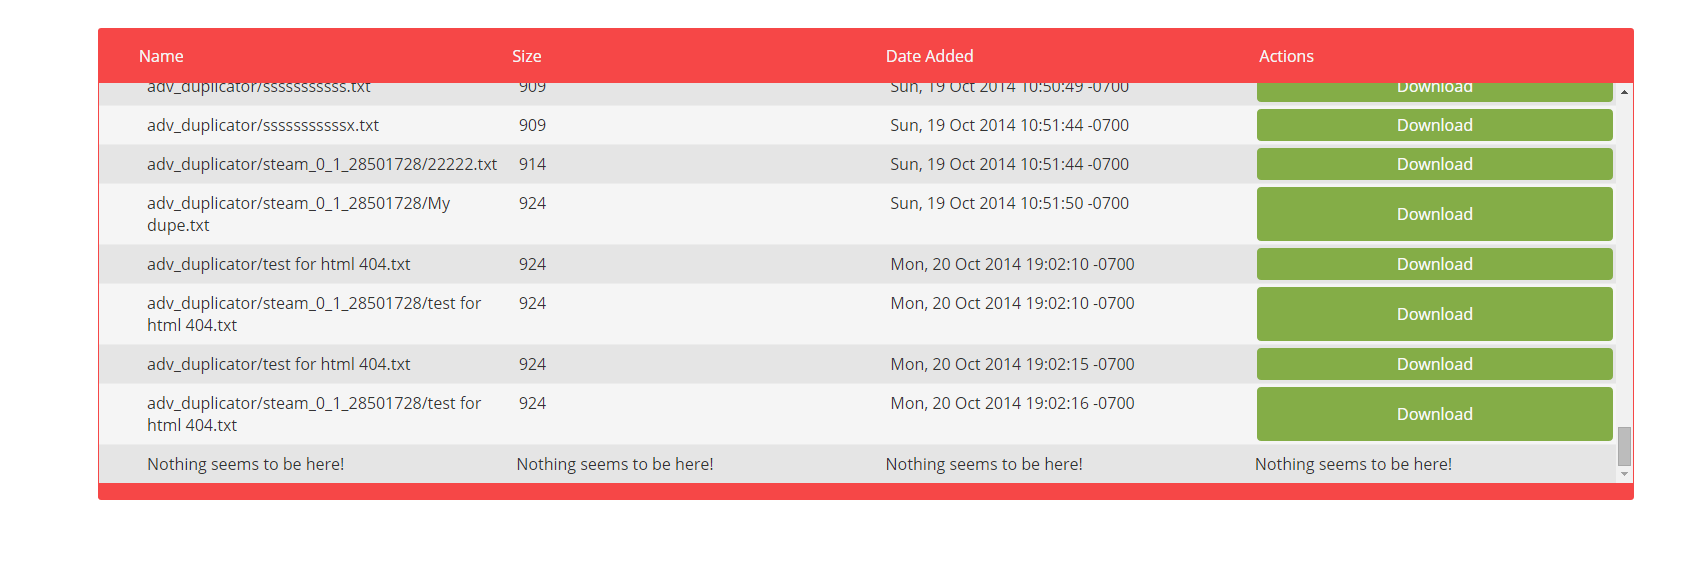 Name Size Date Added Actions
adv_duplicator/sssssssssss.txt 909 Sun, 19 Oct 2014 10:50:49 -0700 Download
adv_duplicator/sssssssssssx.txt 909 Sun, 19 Oct 2014 10:51:44 -0700 Download
adv_duplicator/steam_0_1_28501728/22222.txt 914 Sun, 19 Oct 2014 10:51:44 -0700 Download
adv_duplicator/steam_0_1_28501728/My 924 Sun, 19 Oct 2014 10:51:50 -0700 Download
dupe.txt
adv_duplicator/test for html 404.txt 924 Mon, 20 Oct 2014 19:02:10 -0700 Download
adv_duplicator/steam_0_1_28501728/test for 924 Mon, 20 Oct 2014 19:02:10 -0700 Download
html 404.txt
adv_duplicator/test for html 404.txt 924 Mon, 20 Oct 2014 19:02:15 -0700 Download
adv_duplicator/steam_0_1_28501728/test for 924 Mon, 20 Oct 2014 19:02:16 -0700 Download
html 404.txt
Nothing seems to be here! Nothing seems to be here! Nothing seems to be here! Nothing seems to be here!